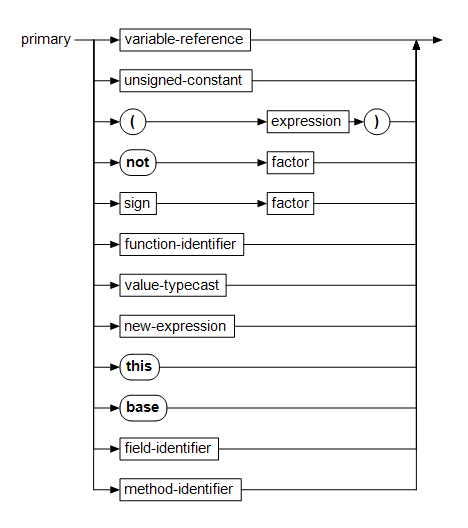 primary variable-reference
unsigned-constant
( expression )
not factor
sign factor
function-identifier
value-typecast
new-expression
this
base
field-identifier
method-identifier